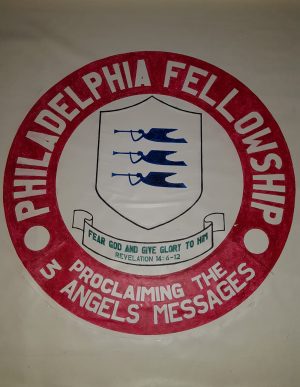 PHILADELPHIA FELLOWSHIP
FEAR GOD AND GIVE GLORY TO HIM
REVELATION 14:6-12
PROCLAIMING THE
3 ANGELS' MESSAGES